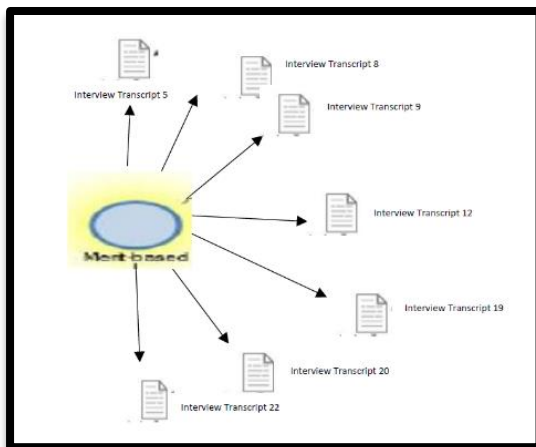 Interview Transcript 8
Interview Transcript 5
Interview Transcript 9
Interview Transcript 12
Merit-based
Interview Transcript 19
Interview Transcript 20
Interview Transcript 22